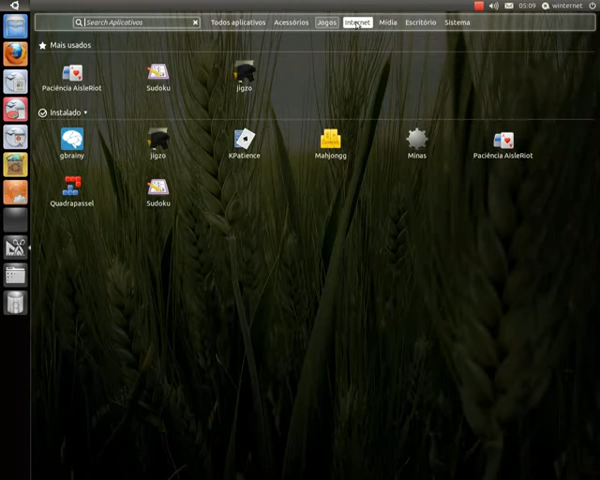 05:09 winternet
Search Aplicativos Todos aplicativos Acessórios Jogos Internet Mídia Escritório Sistema
Mais usados
Paciência AisleRiot Sudoku jigzo
Instalado
gbrainy jigzo KPatience Mahjongg Minas Paciência AisleRiot
Quadrapassel Sudoku